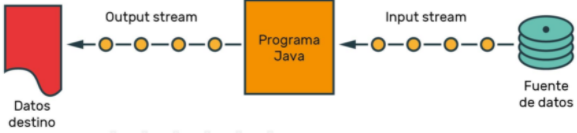 Output stream
Input stream
Programa
Java
Datos
destino
Fuente
de datos